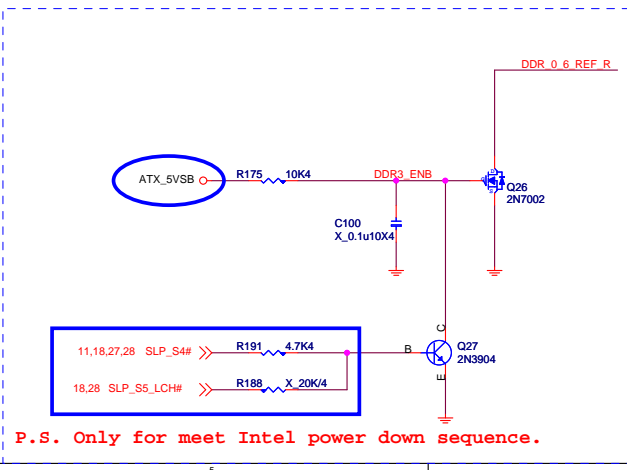 DDR_0_6_REF_R
ATX_5VSB R175 10K4 DDR3_ENB
G D S
Q26
2N7002
C100
X_0.1u10X4
C
11,18,27,28 SLP_S4# R191 4.7K4 B Q27
2N3904
E
18,28 SLP_S5_LCH# R188 X_20K/4
P.S. Only for meet Intel power down sequence.